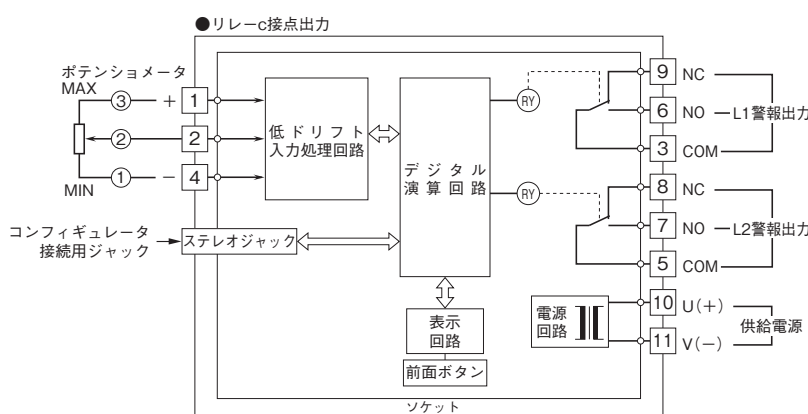 ●リレーc接点出力
ポテンショメータ
MAX
③
+
1
②
2
①
−
4
MIN
低ドリフト
入力処理回路
デジタル
演算回路
RY
RY
9
NC
6
NO
L1警報出力
3
COM
8
NC
7
NO
L2警報出力
5
COM
コンフィギュレータ
接続用ジャック
ステレオジャック
表示
回路
前面ボタン
電源
回路
10
U(+)
供給電源
11
V(−)
ソケット